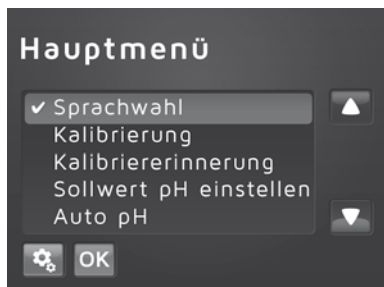 Hauptmenü
Sprachwahl
Kalibrierung
Kalibriererinnerung
Sollwert pH einstellen
Auto pH
OK